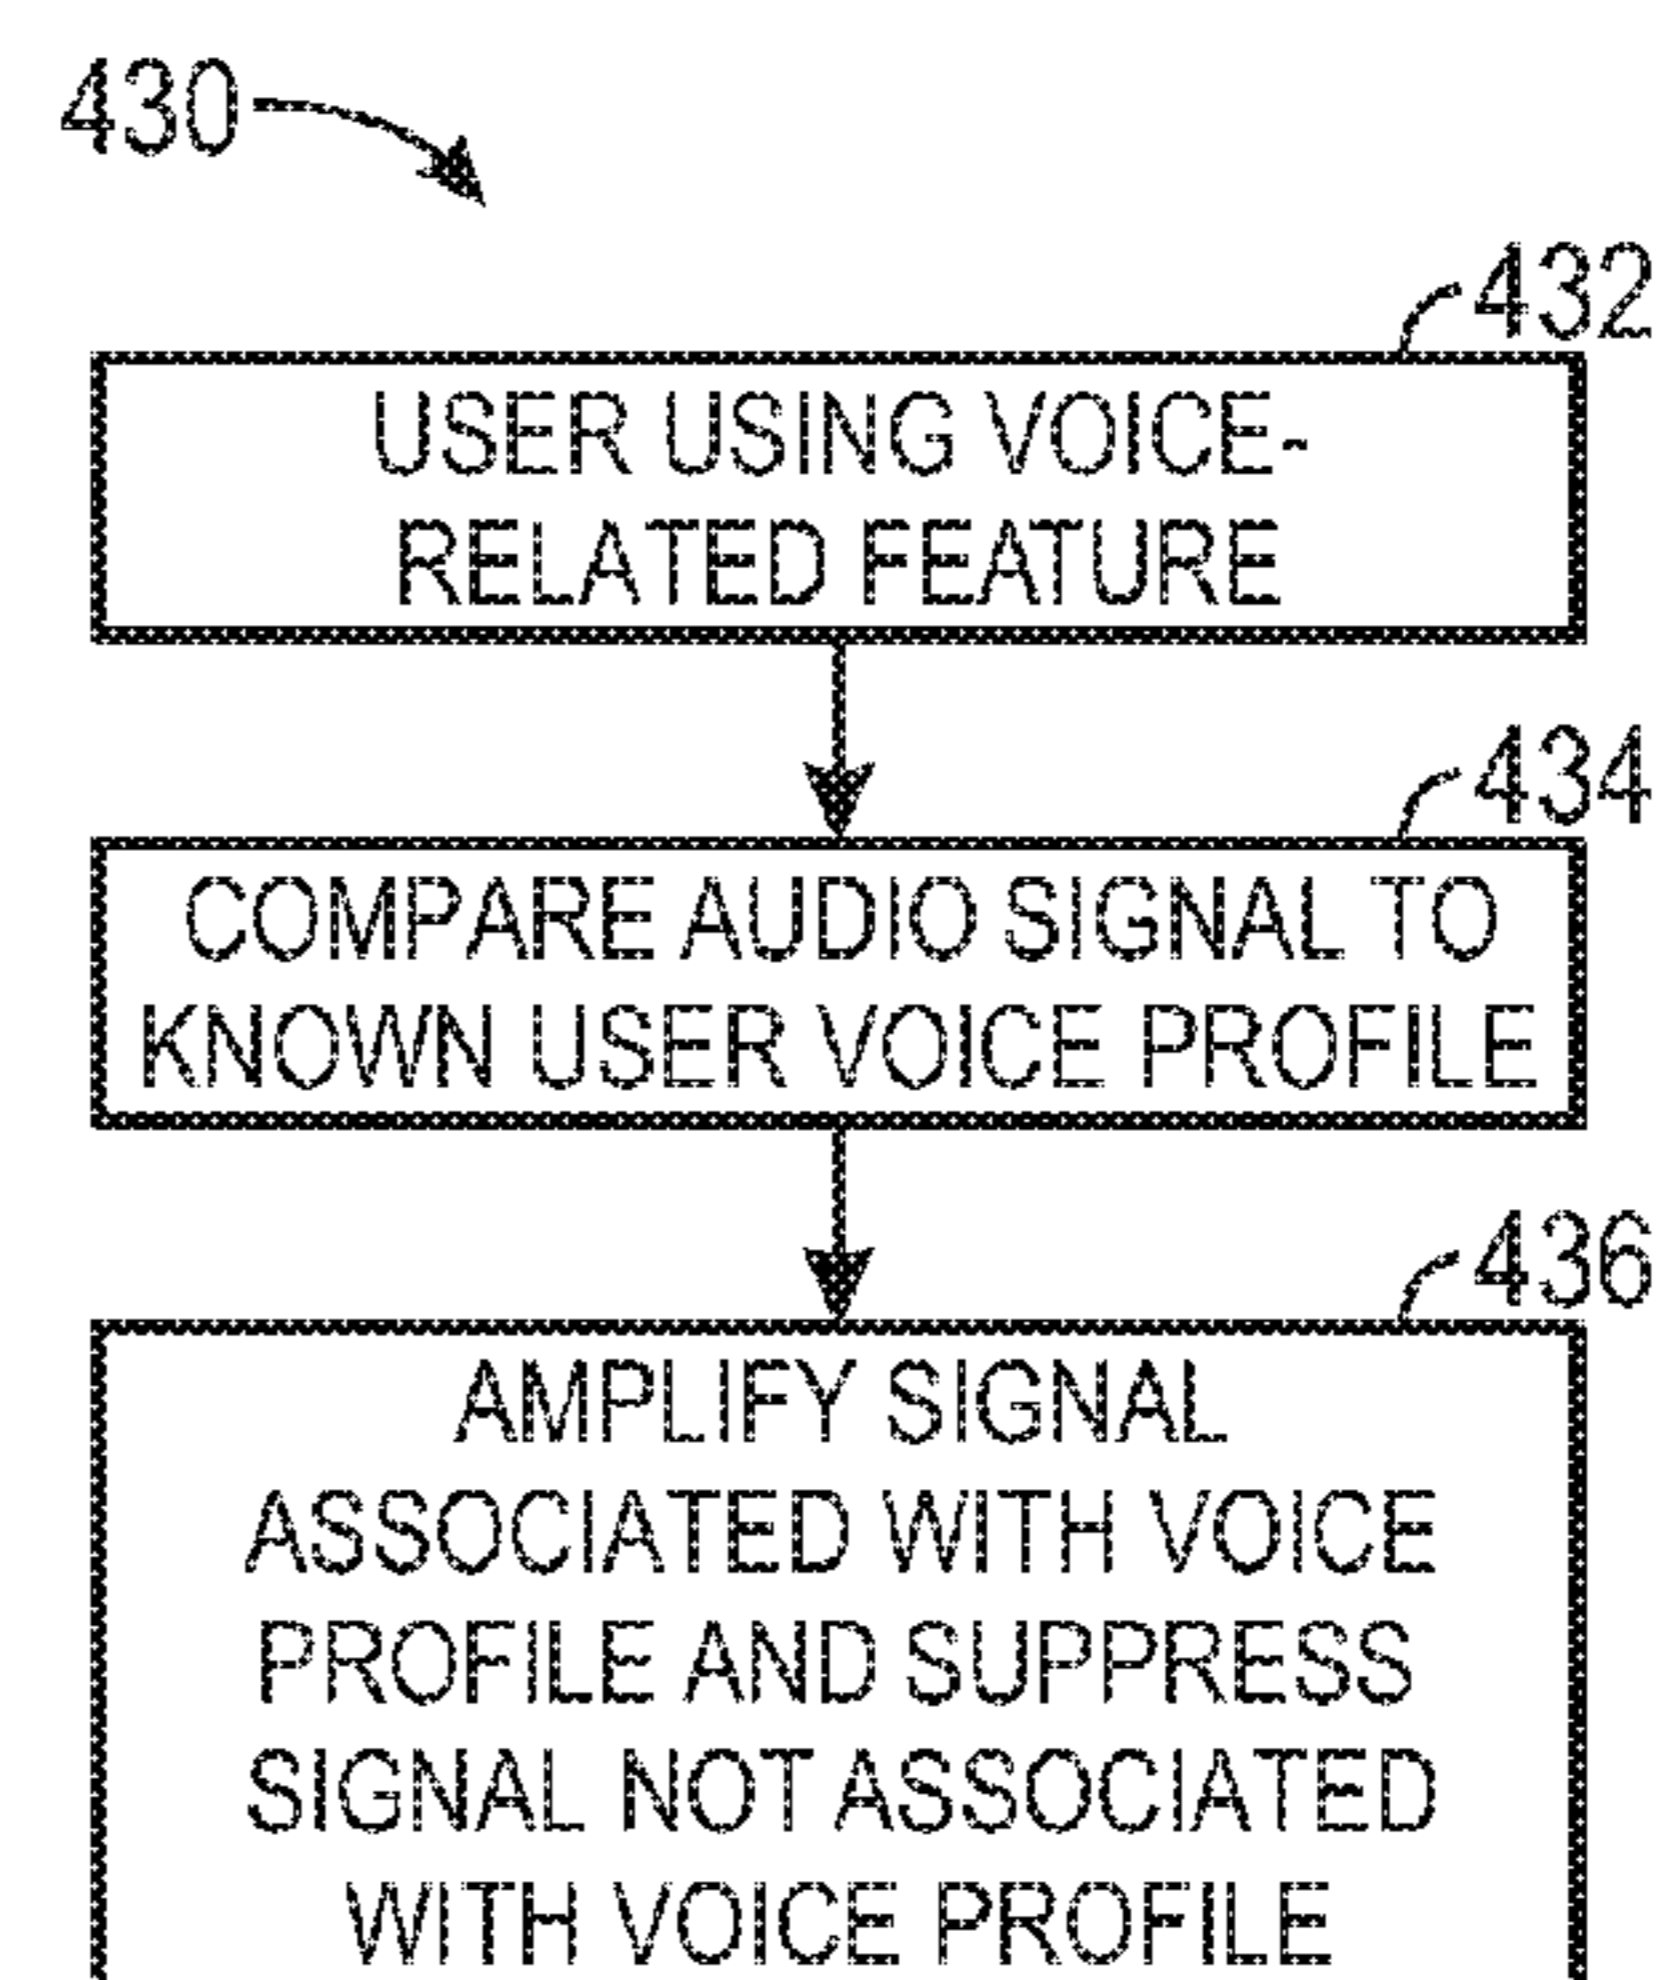 430
432
USER USING VOICE-
RELATED FEATURE
434
COMPARE AUDIO SIGNAL TO
KNOWN USER VOICE PROFILE
436
AMPLIFY SIGNAL
ASSOCIATED WITH VOICE
PROFILE AND SUPPRESS
SIGNAL NOT ASSOCIATED
WITH VOICE PROFILE